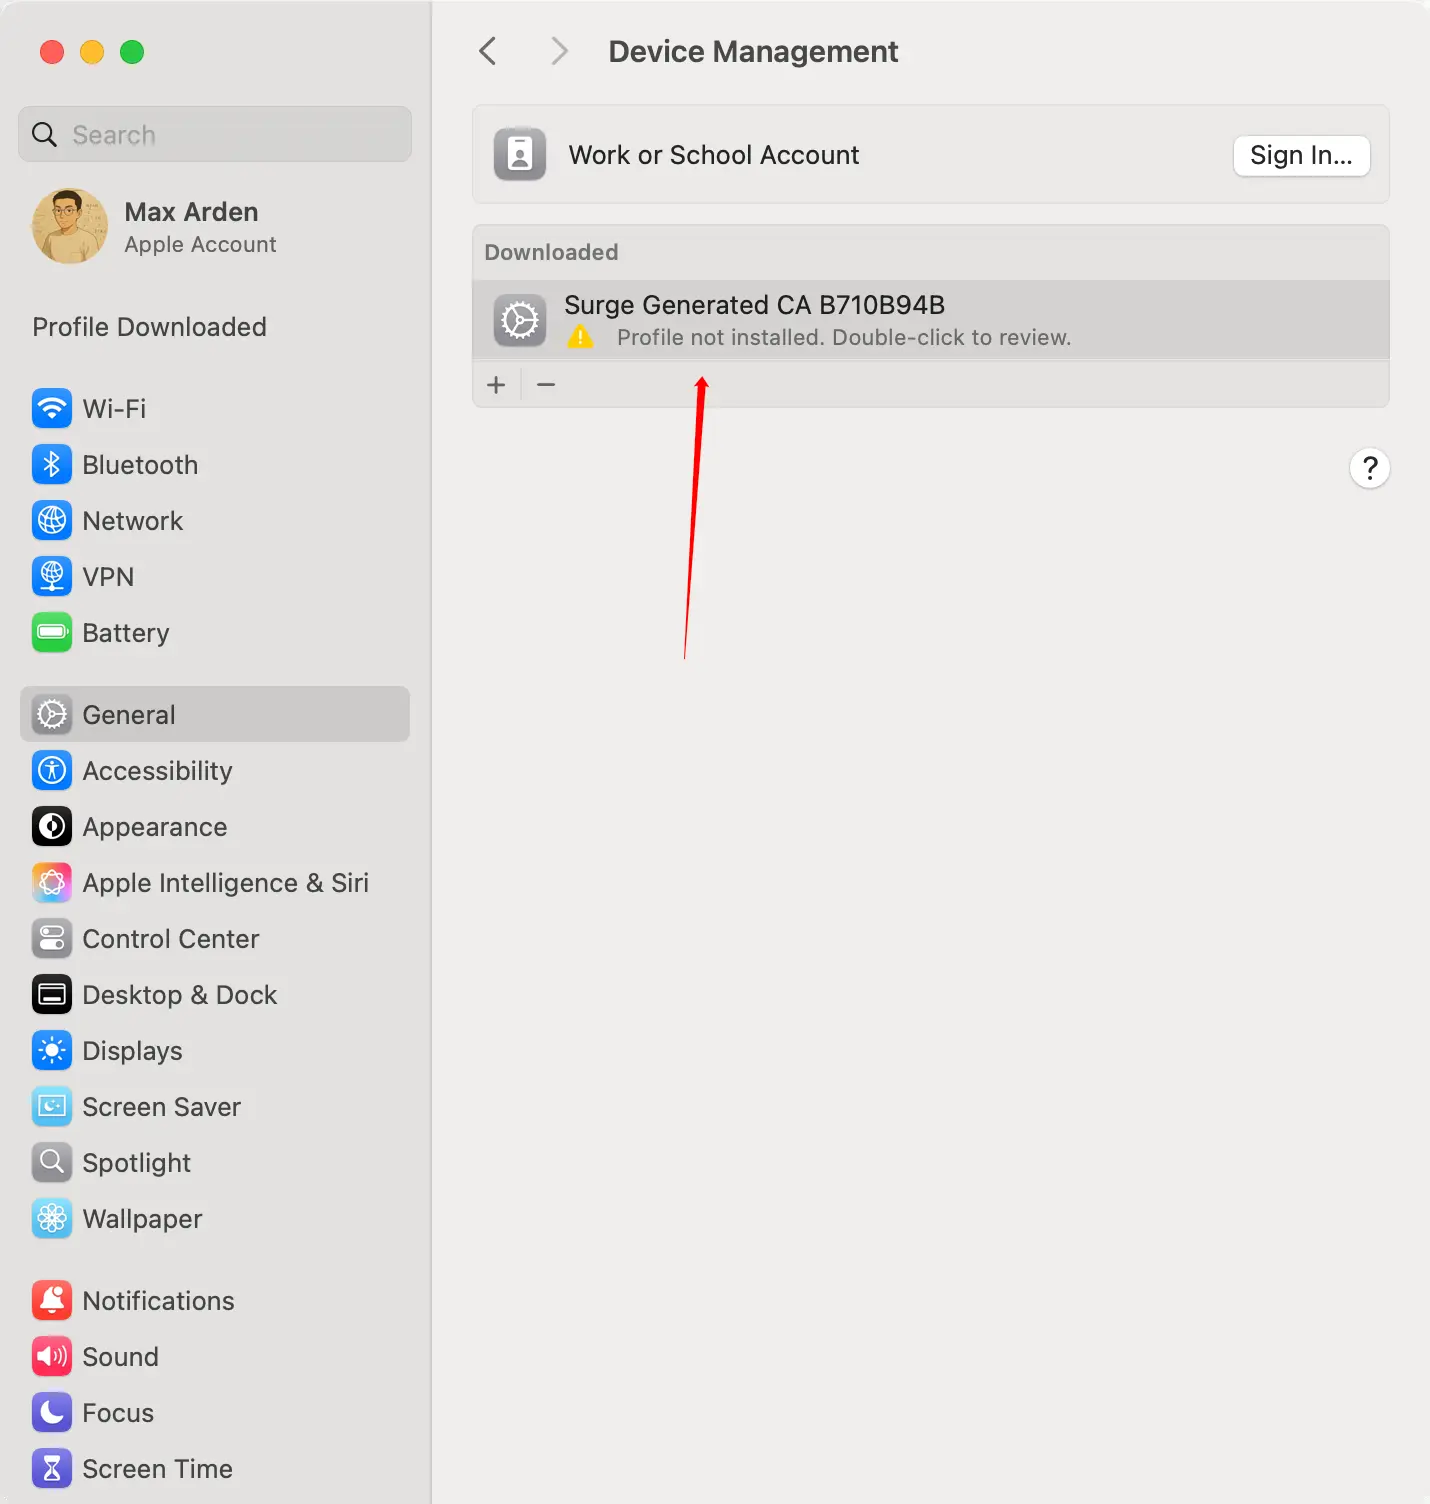 Search
Max Arden
Apple Account
Profile Downloaded
Wi-Fi
Bluetooth
Network
VPN
Battery
General
Accessibility
Appearance
Apple Intelligence & Siri
Control Center
Desktop & Dock
Displays
Screen Saver
Spotlight
Wallpaper
Notifications
Sound
Focus
Screen Time
Device Management
Work or School Account
Sign In...
Downloaded
Surge Generated CA B710B94B
Profile not installed. Double-click to review.
?